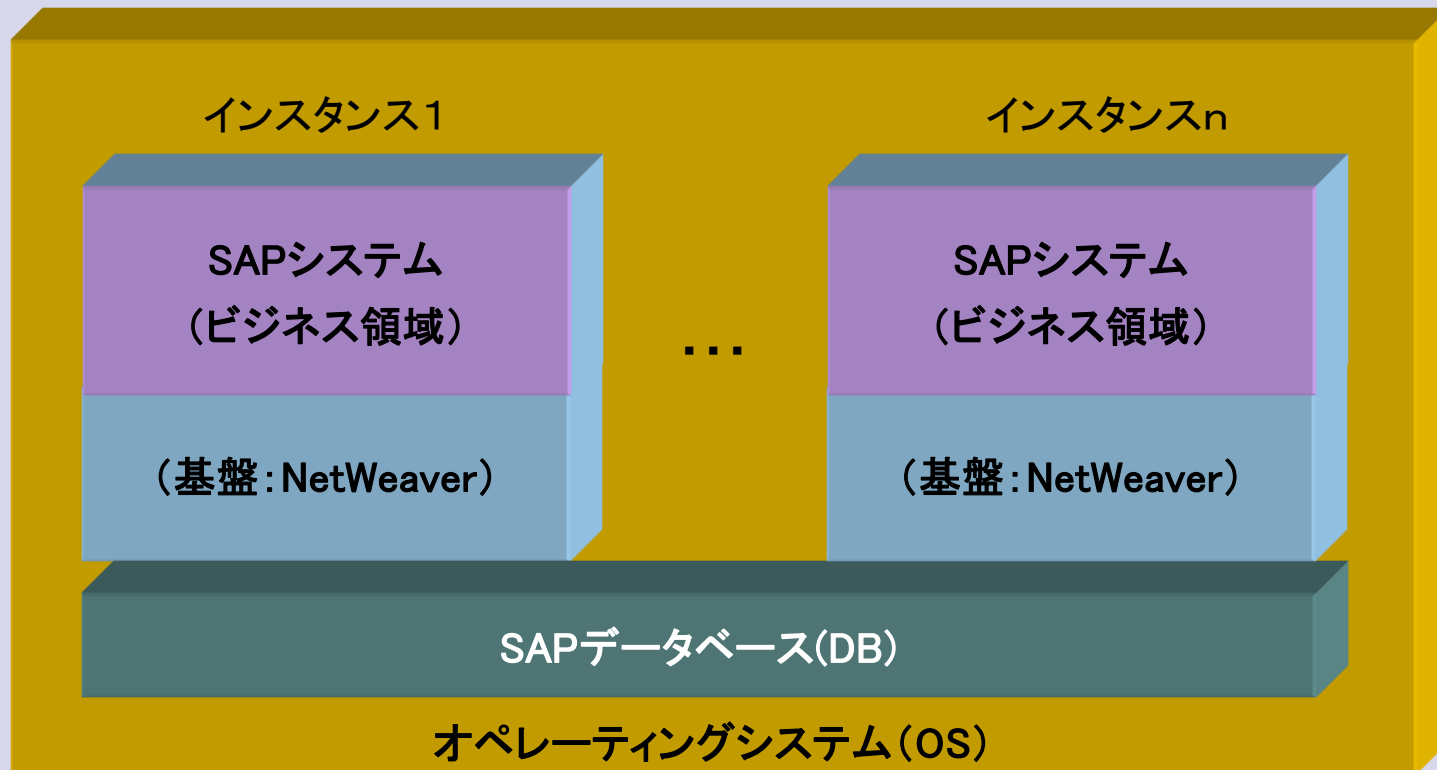 インスタンス１
インスタンスｎ
SAPシステム
（ビジネス領域）
SAPシステム
（ビジネス領域）
...
（基盤：NetWeaver）
（基盤：NetWeaver）
SAPデータベース(DB)
オペレーティングシステム（OS）